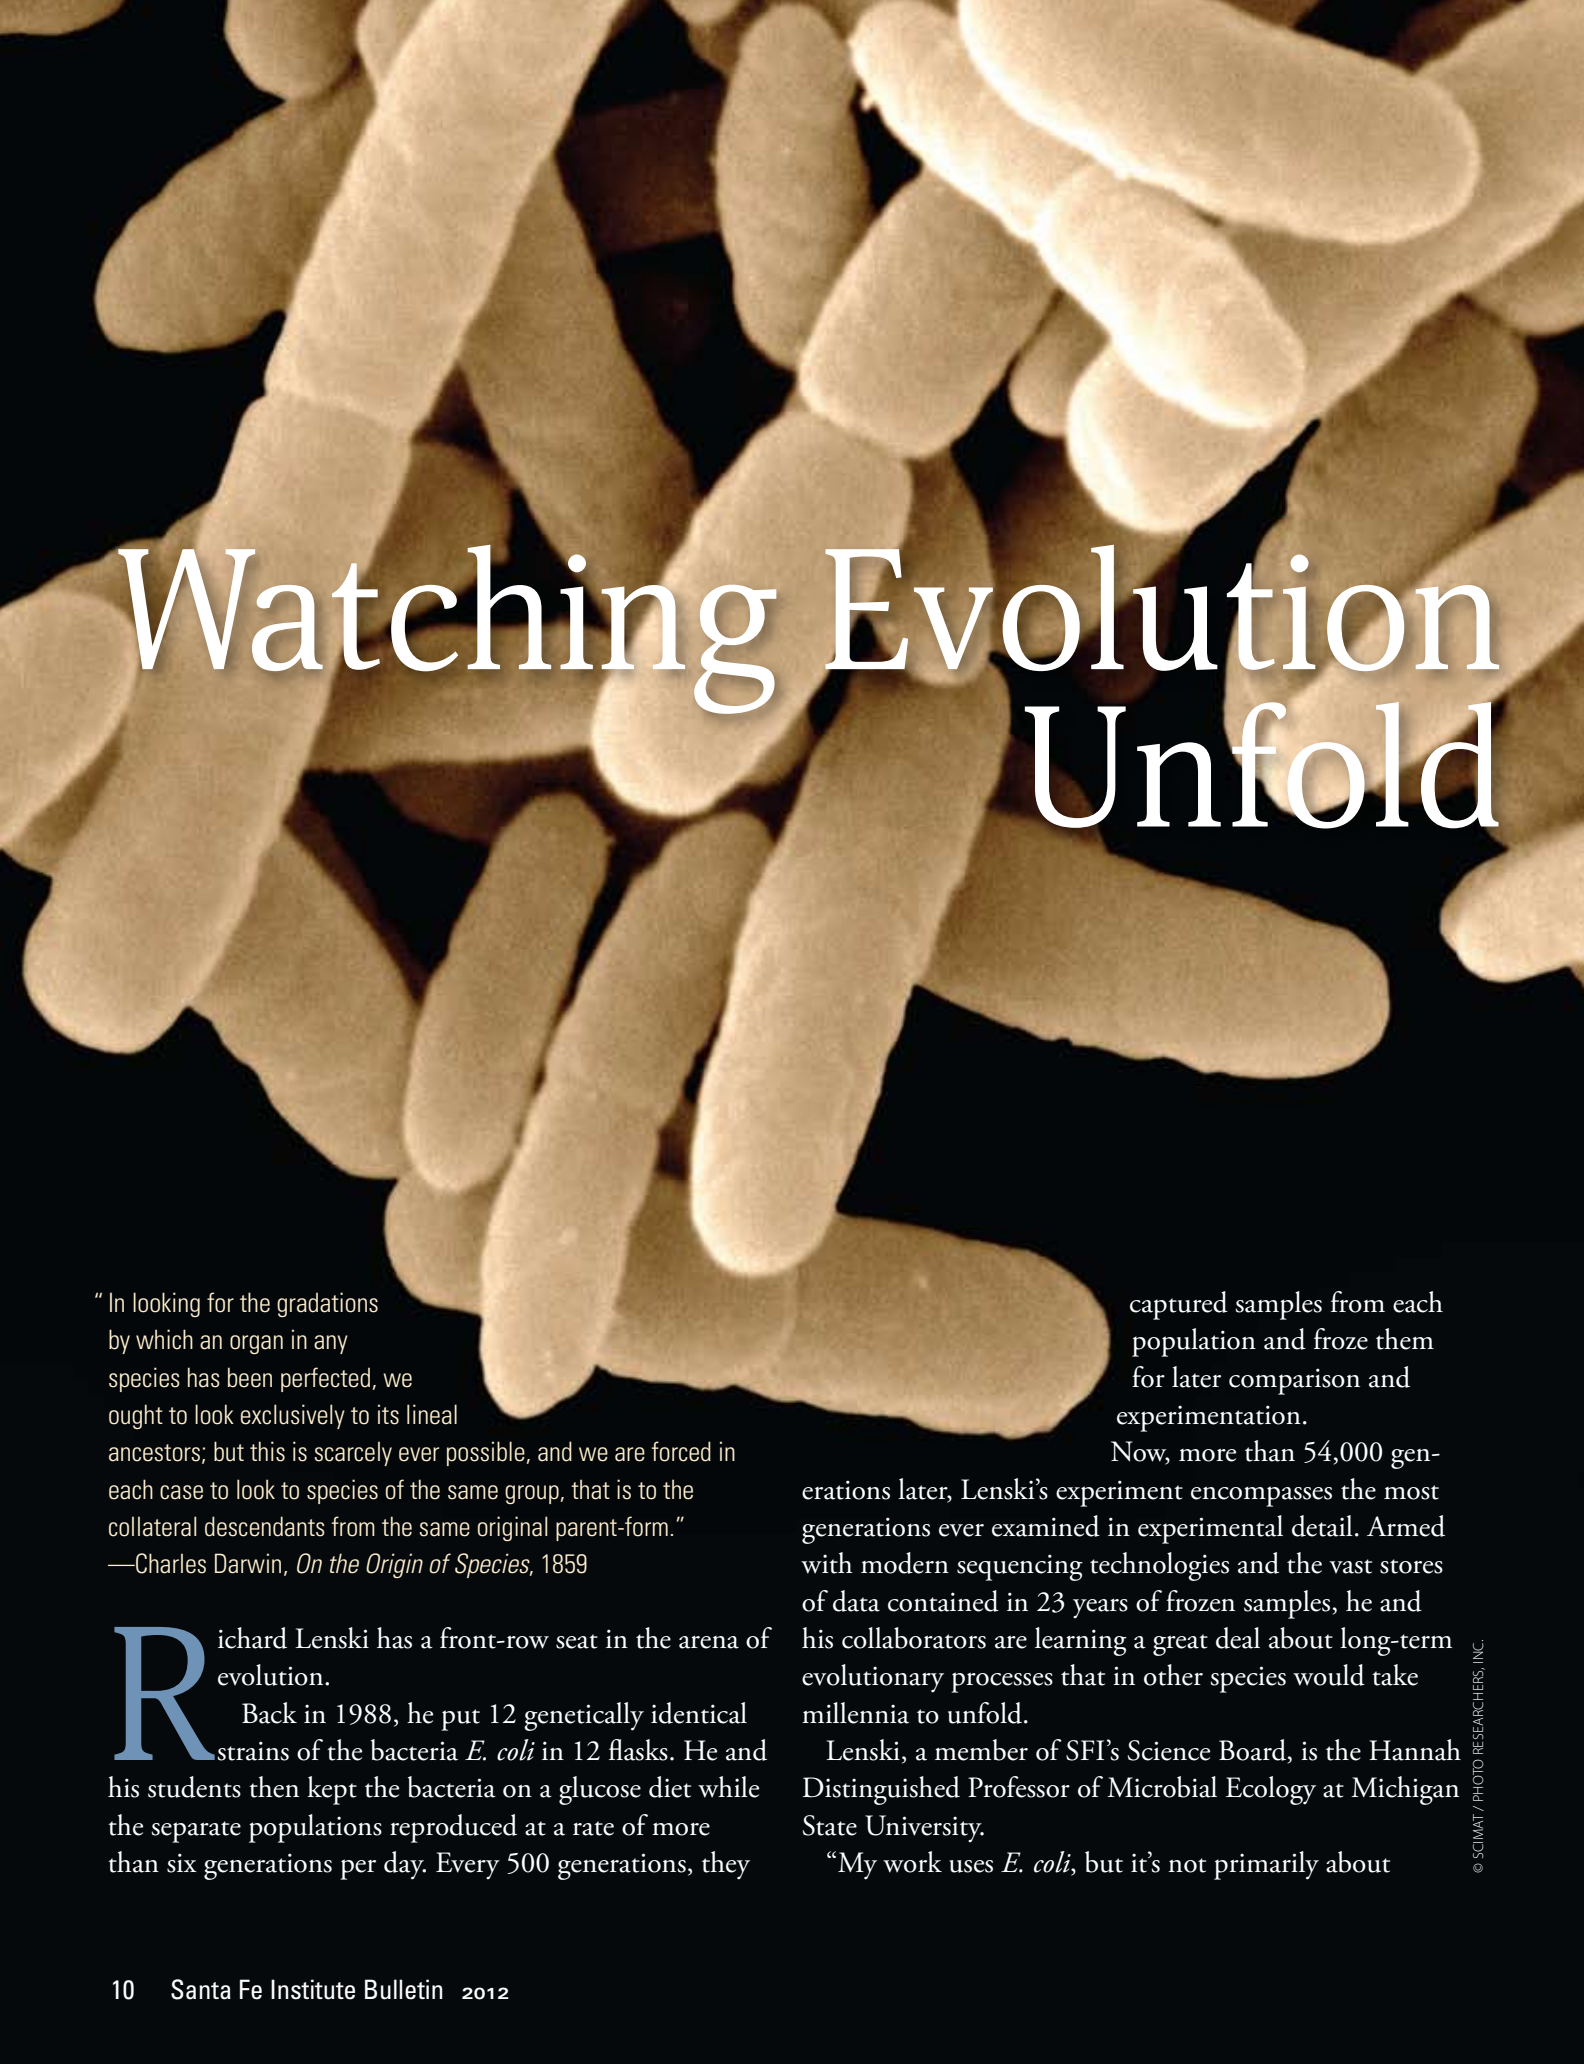 Watching Evolution
Unfold
“ In looking for the gradations
by which an organ in any
species has been perfected, we
ought to look exclusively to its lineal
ancestors; but this is scarcely ever possible, and we are forced in
each case to look to species of the same group, that is to the
collateral descendants from the same original parent-form.”
—Charles Darwin, On the Origin of Species, 1859
Richard Lenski has a front-row seat in the arena of
evolution.
Back in 1988, he put 12 genetically identical
strains of the bacteria E. coli in 12 flasks. He and
his students then kept the bacteria on a glucose diet while
the separate populations reproduced at a rate of more
than six generations per day. Every 500 generations, they
captured samples from each
population and froze them
for later comparison and
experimentation.
Now, more than 54,000 gen-
erations later, Lenski’s experiment encompasses the most
generations ever examined in experimental detail. Armed
with modern sequencing technologies and the vast stores
of data contained in 23 years of frozen samples, he and
his collaborators are learning a great deal about long-term
evolutionary processes that in other species would take
millennia to unfold.
Lenski, a member of SFI’s Science Board, is the Hannah
Distinguished Professor of Microbial Ecology at Michigan
State University.
“My work uses E. coli, but it’s not primarily about
© SCIMAT / PHOTO RESEARCHERS, INC.
10 Santa Fe Institute Bulletin 2012